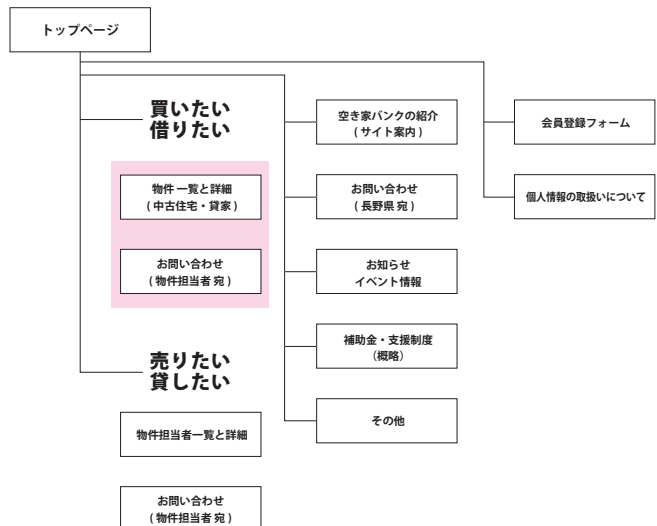 トップページ
買いたい
借りたい
物件 一覧と詳細
( 中古住宅・貸家 )
お問い合わせ
( 物件担当者 宛 )
売りたい
貸したい
物件担当者一覧と詳細
お問い合わせ
( 物件担当者 宛 )
空き家バンクの紹介
( サイト案内 )
お問い合わせ
( 長野県 宛 )
お知らせ
イベント情報
補助金・支援制度
（概略）
その他
会員登録フォーム
個人情報の取扱いについて